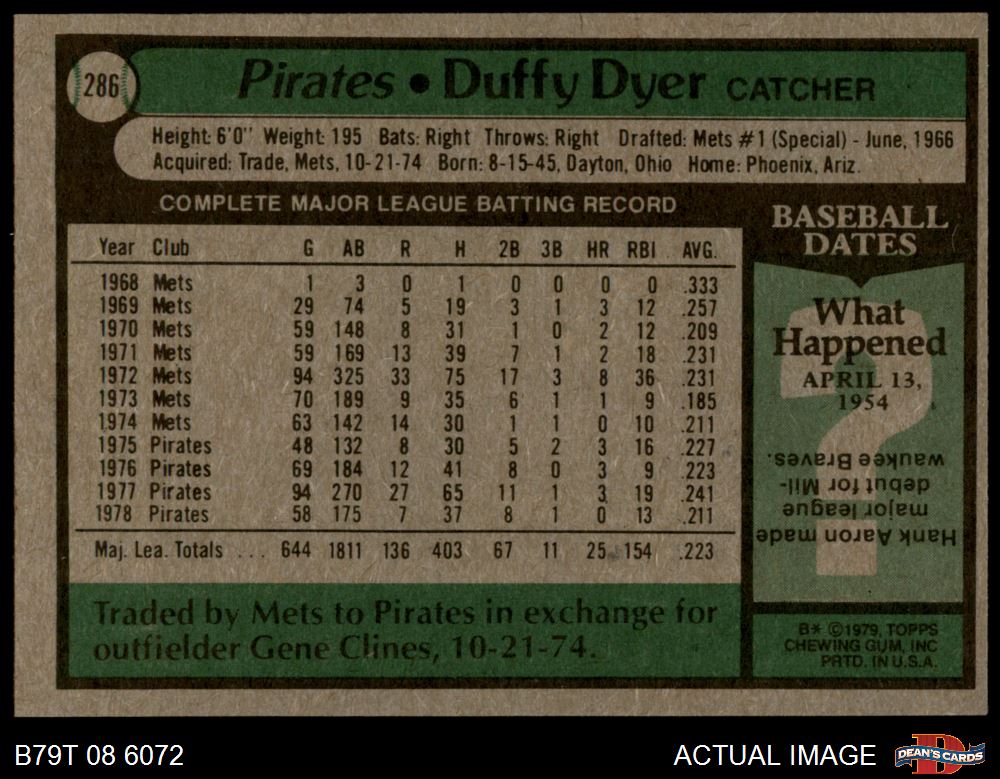 286
Pirates • Duffy Dyer CATCHER
Height: 6'0" Weight: 195 Bats: Right Throws: Right Drafted: Mets #1 (Special) - June, 1966
Acquired: Trade, Mets, 10-21-74 Born: 8-15-45, Dayton, Ohio Home: Phoenix, Ariz.
COMPLETE MAJOR LEAGUE BATTING RECORD
Year Club G AB R H 2B 3B HR RBI AVG.
1968 Mets 1 3 0 1 0 0 0 0 .333
1969 Mets 29 74 5 19 3 1 3 12 .257
1970 Mets 59 148 8 31 1 0 2 12 .209
1971 Mets 59 169 13 39 7 1 2 18 .231
1972 Mets 94 325 33 75 17 3 8 36 .231
1973 Mets 70 189 9 35 6 1 1 9 .185
1974 Mets 63 142 14 30 1 1 0 10 .211
1975 Pirates 48 132 8 30 5 2 3 16 .227
1976 Pirates 69 184 12 41 8 0 3 9 .223
1977 Pirates 94 270 27 65 11 1 3 19 .241
1978 Pirates 58 175 7 37 8 1 0 13 .211
Maj. Lea. Totals ... 644 1811 136 403 67 11 25 154 .223
Traded by Mets to Pirates in exchange for
outfielder Gene Clines, 10-21-74.
BASEBALL
DATES
What
Happened
APRIL 13,
1954
Hank Aaron made
major league
debut for Mil-
waukee Braves.
B* ©1979, TOPPS
CHEWING GUM, INC
PRTD. IN U.S.A.
B79T 08 6072
ACTUAL IMAGE
D
DEAN'S CARDS